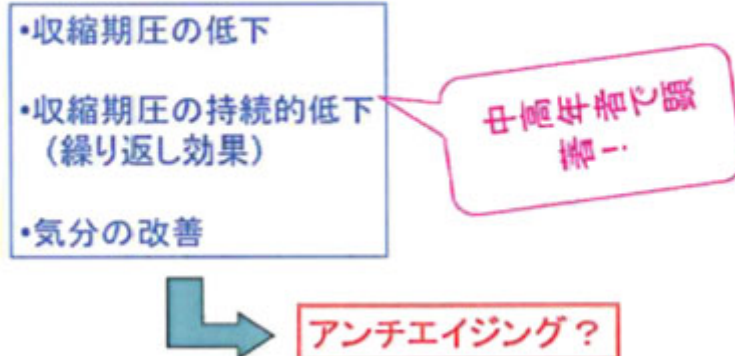 •収縮期圧の低下
•収縮期圧の持続的低下
(繰り返し効果)
•気分の改善
中高年者で顕
著!
アンチエイジング?